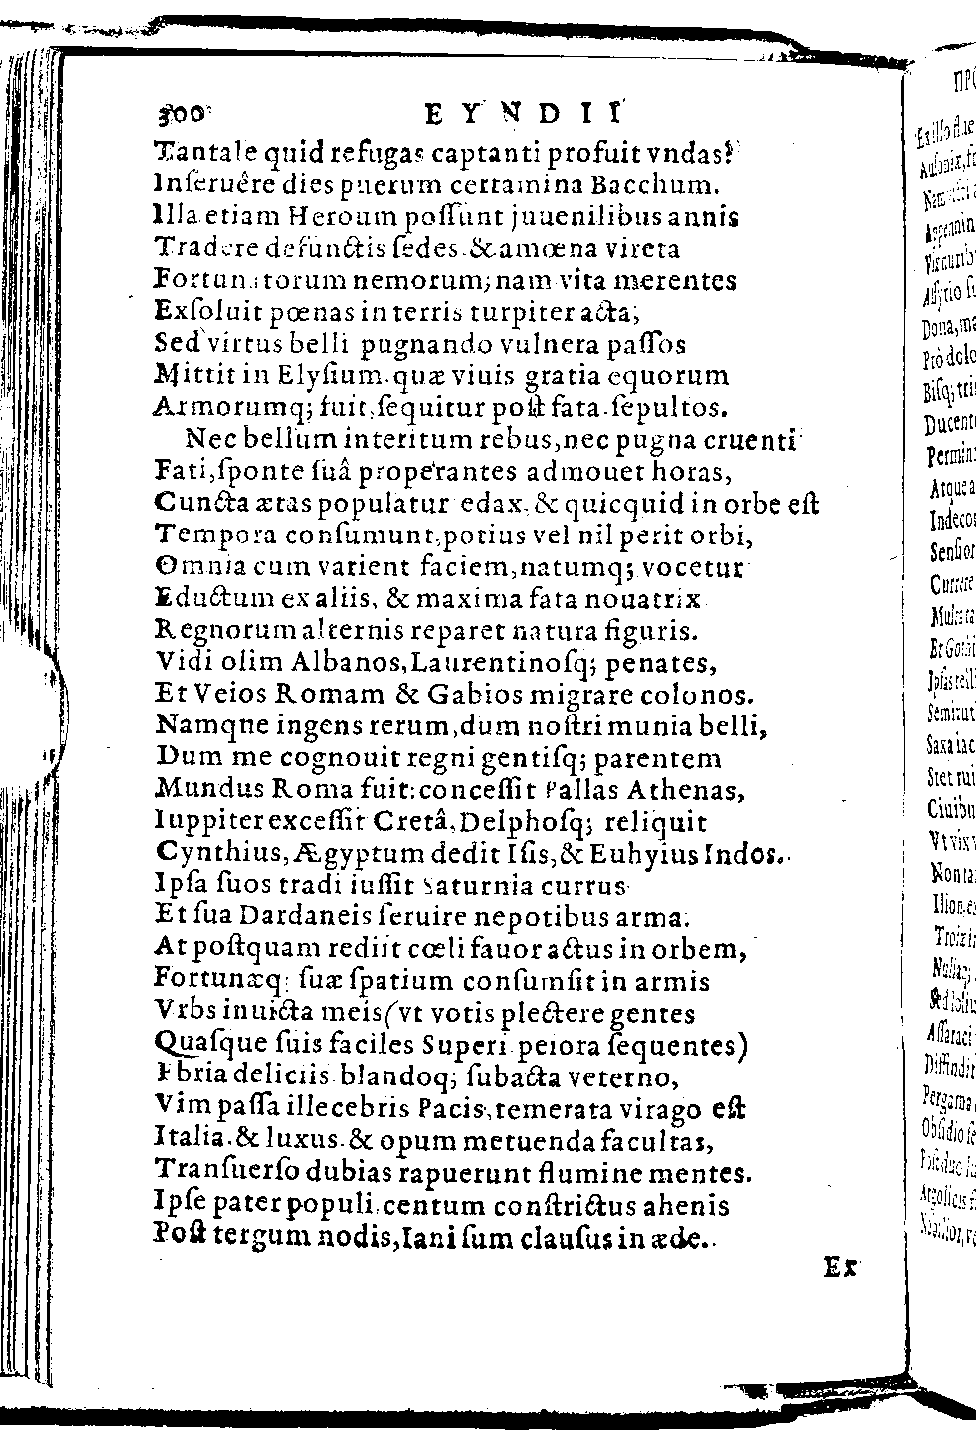 300 EYNDII
Tantale quid refugas captanti profuit vndas?
Inſeruêre dies puerum certamina Bacchum.
Illa etiam Heroum poſſunt iuuenilibus annis
Tradere defunctis ſedes & amœna vireta
Fortunatorum nemorum; nam vita merentes
Exſoluit pœnas in terris turpiter acta;
Sed virtus belli pugnando vulnera paſſos
Mittit in Elyſium. quæ viuis gratia equorum
Armorumq; fuit, ſequitur poſt fata ſepultos.
Nec bellum interitum rebus, nec pugna cruenti
Fati, ſponte ſuâ properantes admouet horas,
Cuncta ætas populatur edax, & quicquid in orbe eſt
Tempora conſumunt, potius vel nil perit orbi,
Omnia cum varient faciem, natumq; vocetur
Eductum ex aliis, & maxima fata nouatrix
Regnorum alternis reparet natura figuris.
Vidi olim Albanos, Laurentinoſq; penates,
Et Veios Romam & Gabios migrare colonos.
Namqne ingens rerum, dum noſtri munia belli,
Dum me cognouit regni gentiſq; parentem
Mundus Roma fuit: conceſſit Pallas Athenas,
Iuppiter exceſſit Cretâ, Delphoſq; reliquit
Cynthius, Ægyptum dedit Iſis, & Euhyius Indos.
Ipſa ſuos tradi iuſſit Saturnia currus
Et ſua Dardaneis ſeruire nepotibus arma.
At poſtquam rediit cœli fauor actus in orbem,
Fortunæq; ſuæ ſpatium conſumſit in armis
Vrbs inuicta meis (vt votis plectere gentes
Quaſque ſuis faciles Superi peiora ſequentes)
Ebria deliciis blandoq; ſubacta veterno,
Vim paſſa illecebris Pacis, temerata virago eſt
Italia. & luxus. & opum metuenda facultas,
Tranſuerſo dubias rapuerunt flumine mentes.
Ipſe pater populi centum conſtrictus ahenis
Poſt tergum nodis, Iani ſum clauſus in æde.
Ex